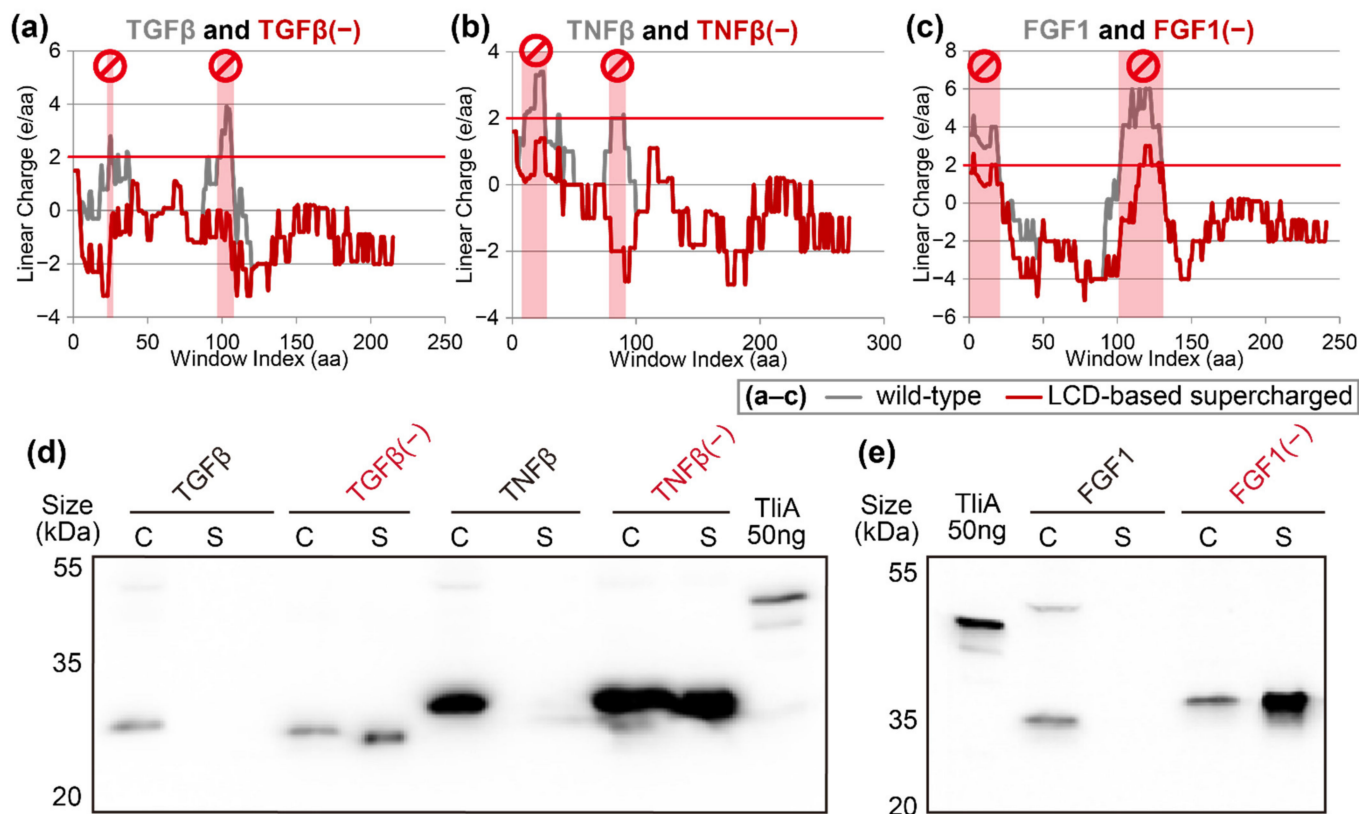 (a) TGFβ and TGFβ(−)
Linear Charge (e/aa)
6
4
2
0
−2
−4
0 50 100 150 200 250
Window Index (aa)
(b) TNFβ and TNFβ(−)
Linear Charge (e/aa)
4
2
0
−2
−4
0 100 200 300
Window Index (aa)
(c) FGF1 and FGF1(−)
Linear Charge (e/aa)
8
6
4
2
0
−2
−4
−6
0 50 100 150 200 250
Window Index (aa)
(a–c) wild-type LCD-based supercharged
(d)
TGFβ TGFβ(−) TNFβ TNFβ(−) TliA
Size 50ng
(kDa) C S C S C S C S
55
35
20
(e)
Size TliA FGF1 FGF1(−)
(kDa) 50ng C S C S
55
35
20